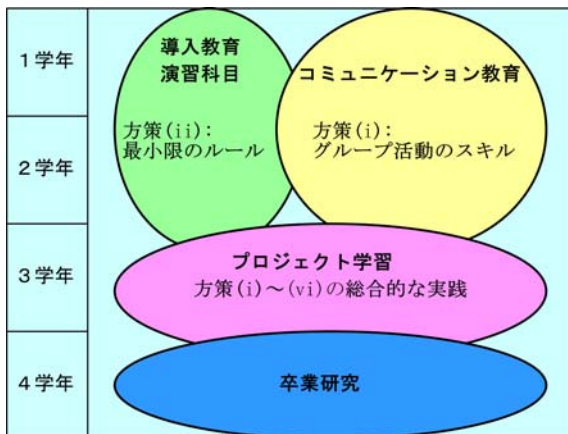 1学年
導入教育
演習科目
コミュニケーション教育
方策(ii):
最小限のルール
方策(i):
グループ活動のスキル
2学年
3学年
プロジェクト学習
方策(i)～(vi)の総合的な実践
4学年
卒業研究